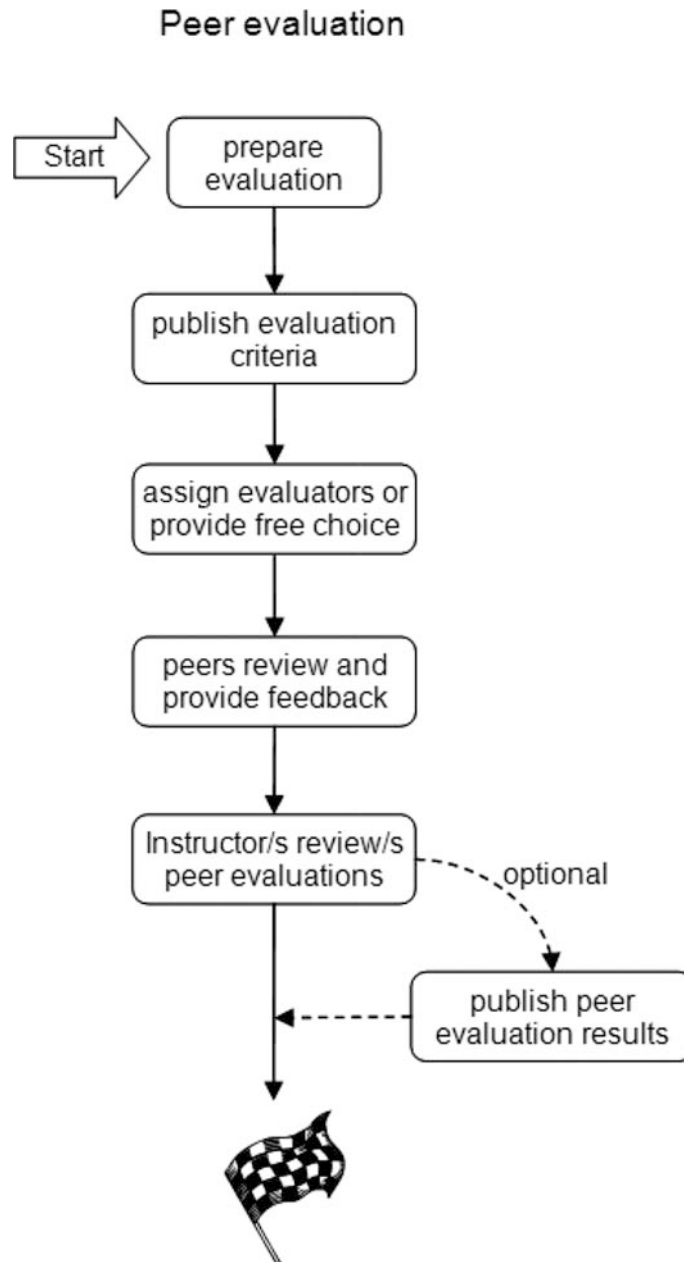 Peer evaluation
Start
prepare
evaluation
publish evaluation
criteria
assign evaluators or
provide free choice
peers review and
provide feedback
Instructor/s review/s
peer evaluations
optional
publish peer
evaluation results